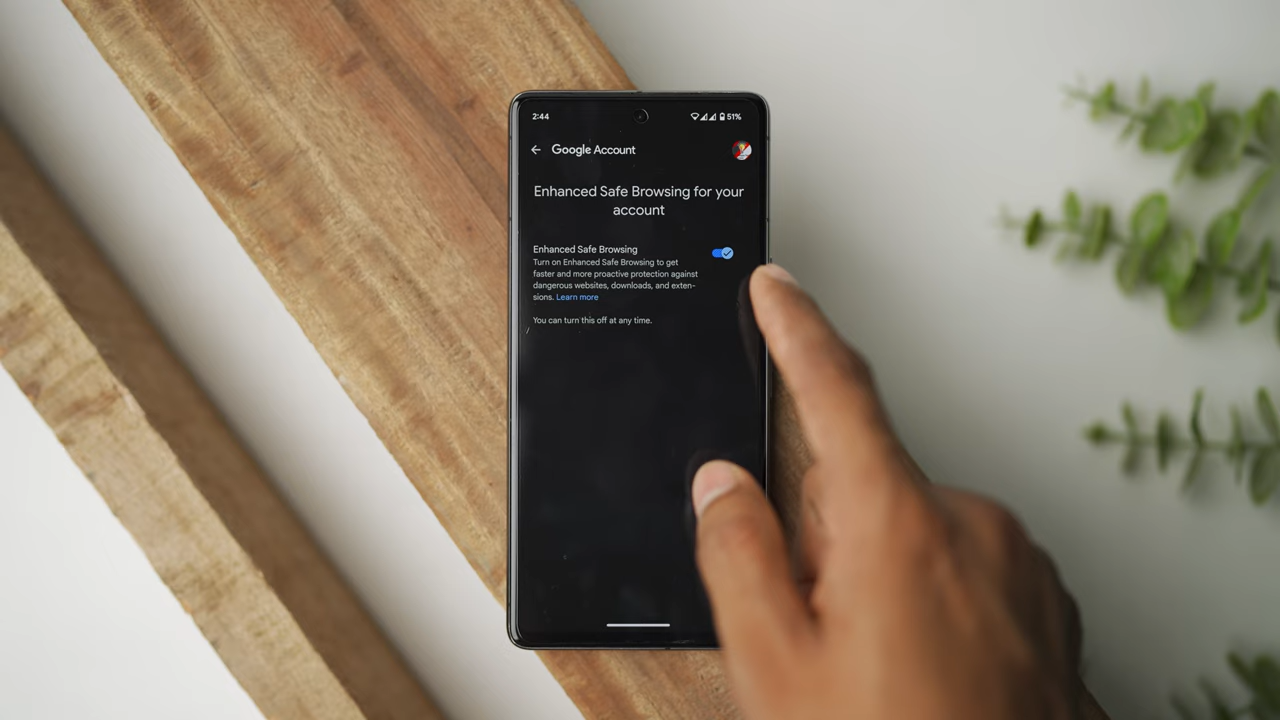 2:44
51%
Google Account
Enhanced Safe Browsing for your
account
Enhanced Safe Browsing
Turn on Enhanced Safe Browsing to get
faster and more proactive protection against
dangerous websites, downloads, and exten-
sions. Learn more
You can turn this off at any time.